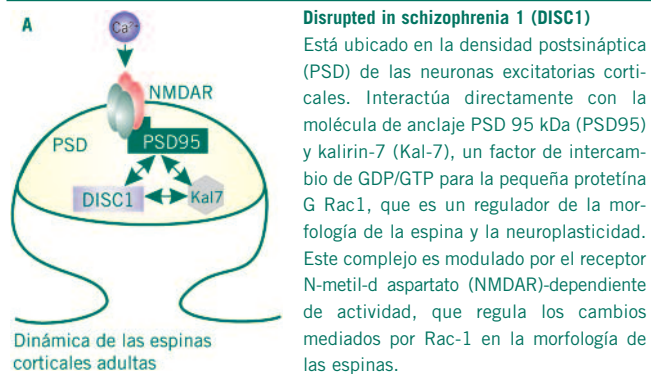 A
Ca²⁺
NMDAR
PSD
PSD95
DISC1
Kal7
Dinámica de las espinas
corticales adultas
Disrupted in schizophrenia 1 (DISC1)
Está ubicado en la densidad postsináptica
(PSD) de las neuronas excitatorias corti-
cales. Interactúa directamente con la
molécula de anclaje PSD 95 kDa (PSD95)
y kalirin-7 (Kal-7), un factor de intercam-
bio de GDP/GTP para la pequeña protetína
G Rac1, que es un regulador de la mor-
fología de la espina y la neuroplasticidad.
Este complejo es modulado por el receptor
N-metil-d aspartato (NMDAR)-dependiente
de actividad, que regula los cambios
mediados por Rac-1 en la morfología de
las espinas.